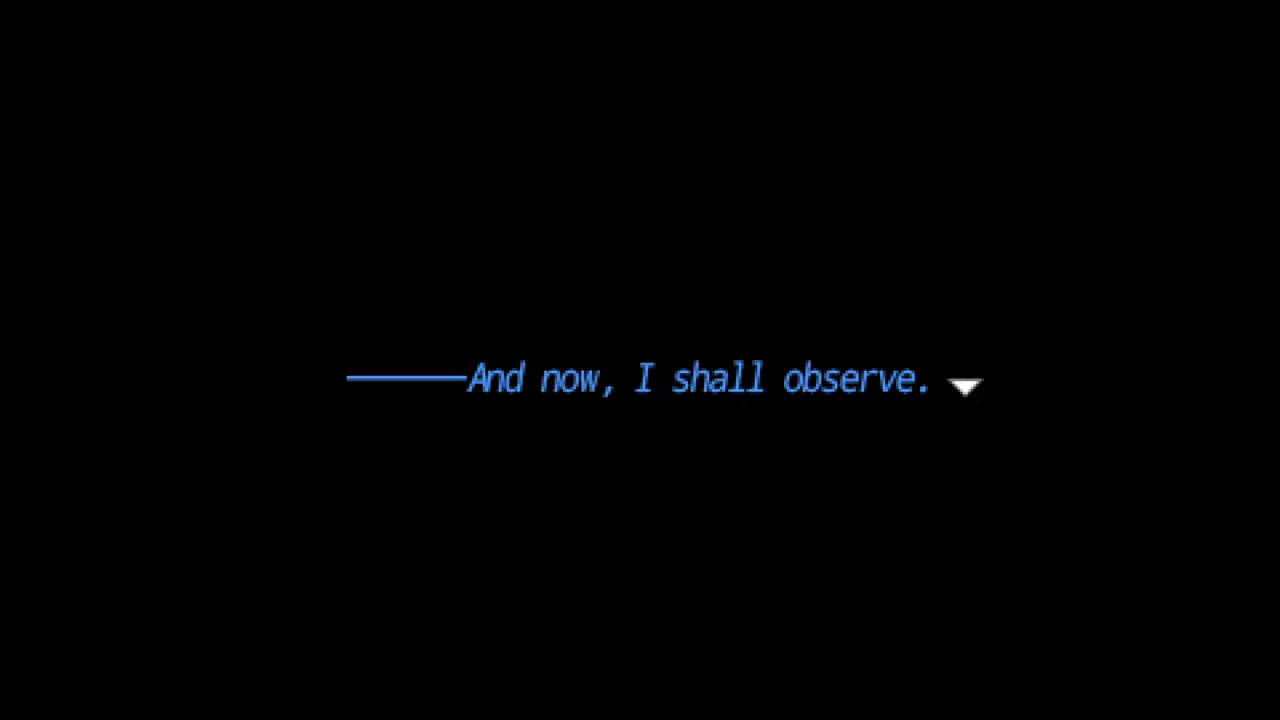 ———And now, I shall observe.